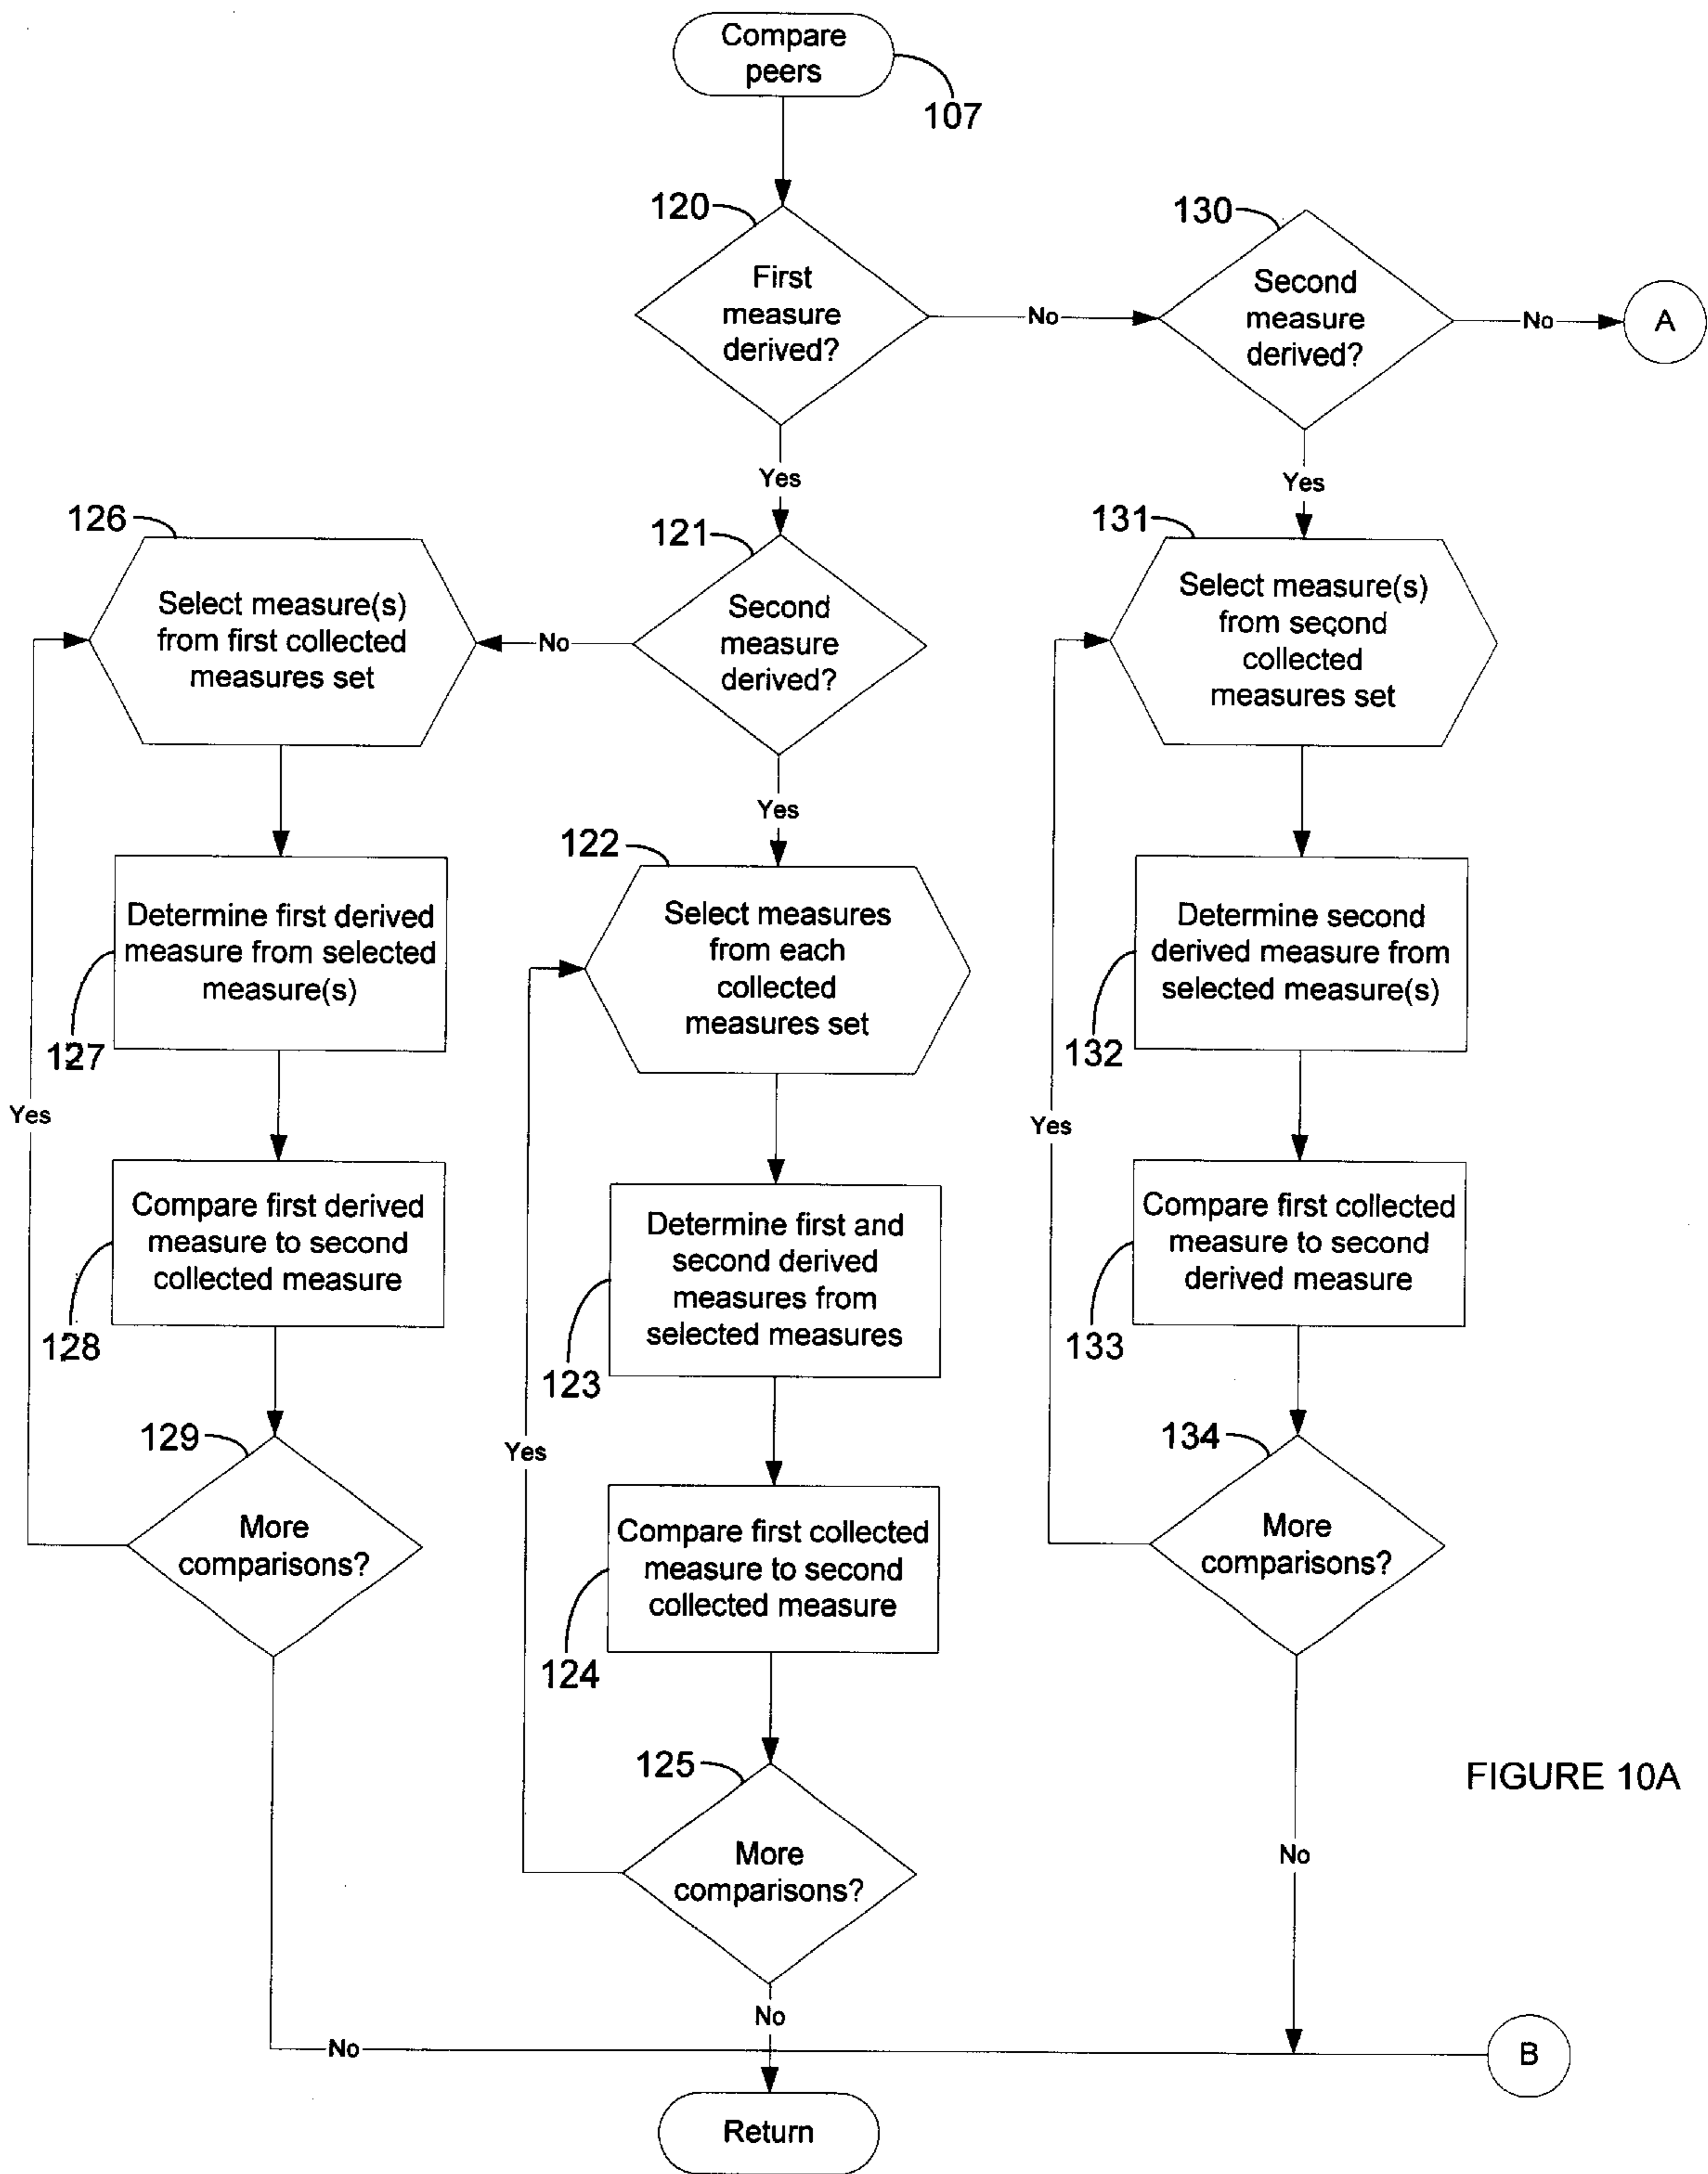 Compare
peers
107
120
First
measure
derived?
No
130
Second
measure
derived?
No
A
Yes
Yes
126
Select measure(s)
from first collected
measures set
121
Second
measure
derived?
No
131
Select measure(s)
from second
collected
measures set
Yes
127
Determine first derived
measure from selected
measure(s)
122
Select measures
from each
collected
measures set
132
Determine second
derived measure from
selected measure(s)
Yes
Yes
128
Compare first derived
measure to second
collected measure
123
Determine first and
second derived
measures from
selected measures
133
Compare first collected
measure to second
derived measure
129
More
comparisons?
Yes
124
Compare first collected
measure to second
collected measure
134
More
comparisons?
125
More
comparisons?
FIGURE 10A
No
No
No
B
Return